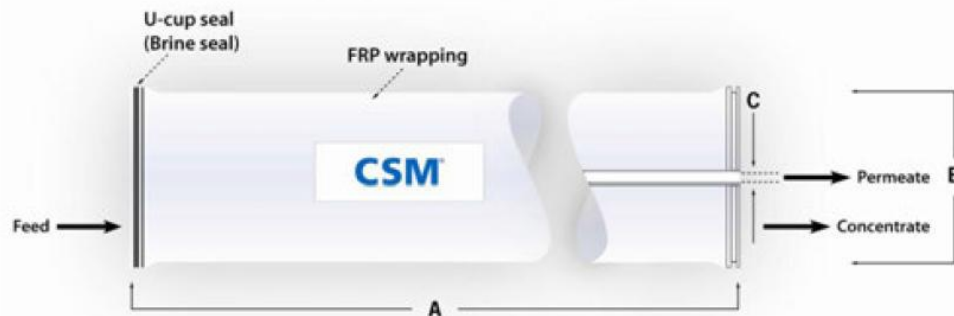 U-cup seal
(Brine seal)
FRP wrapping
C
CSM
Permeate
B
Feed
Concentrate
A